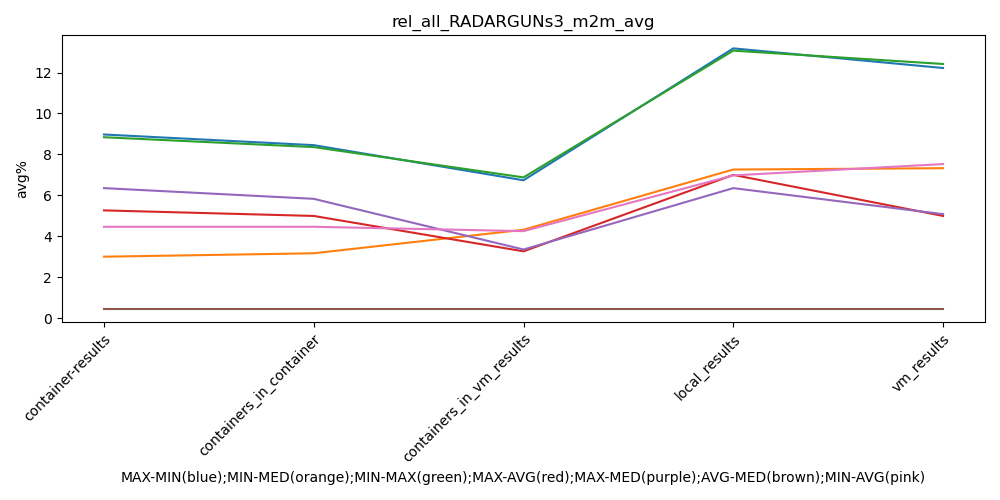 rel_all_RADARGUNs3_m2m_avg
avg%
12
10
8
6
4
2
0
container-results
containers_in_container
containers_in_vm_results
local_results
vm_results
MAX-MIN(blue);MIN-MED(orange);MIN-MAX(green);MAX-AVG(red);MAX-MED(purple);AVG-MED(brown);MIN-AVG(pink)